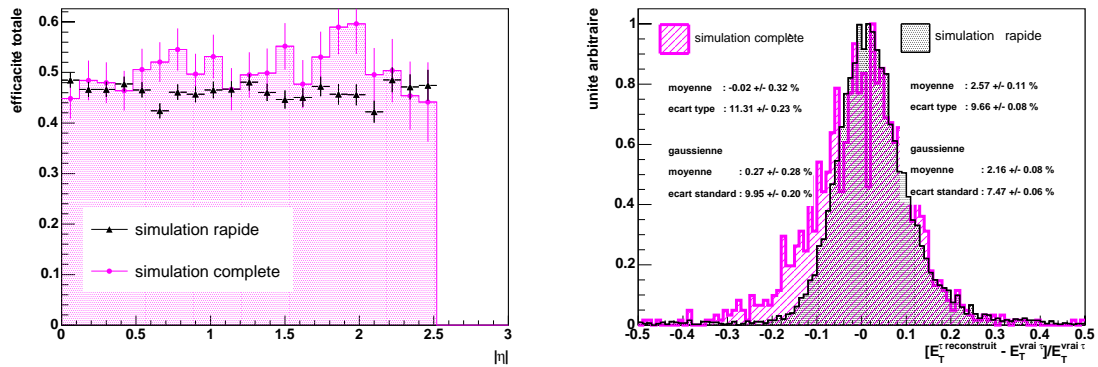 efficacité totale
0.6
0.5
0.4
0.3
0.2
0.1
0
simulation rapide
simulation complete
0 0.5 1 1.5 2 2.5 3
|η|
unité arbitraire
1
0.8
0.6
0.4
0.2
0
simulation complète
moyenne : -0.02 +/- 0.32 %
ecart type : 11.31 +/- 0.23 %
gaussienne
moyenne : 0.27 +/- 0.28 %
ecart standard : 9.95 +/- 0.20 %
simulation rapide
moyenne : 2.57 +/- 0.11 %
ecart type : 9.66 +/- 0.08 %
gaussienne
moyenne : 2.16 +/- 0.08 %
ecart standard : 7.47 +/- 0.06 %
-0.5 -0.4 -0.3 -0.2 -0.1 -0 0.1 0.2 0.3 0.4 0.5
[E_T^{τ reconstruit} - E_T^{vrai τ}]/E_T^{vrai τ}